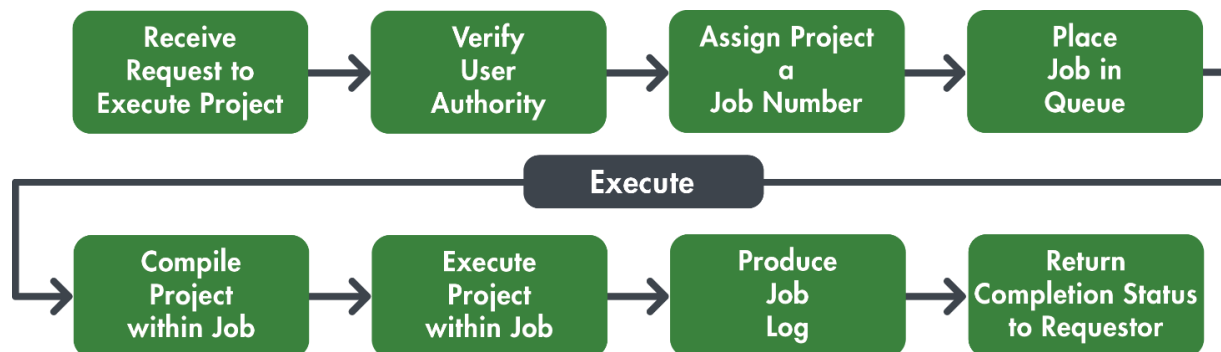 Receive
Request to
Execute Project
Verify
User
Authority
Assign Project
a
Job Number
Place
Job in
Queue
Execute
Compile
Project
within Job
Execute
Project
within Job
Produce
Job
Log
Return
Completion Status
to Requestor